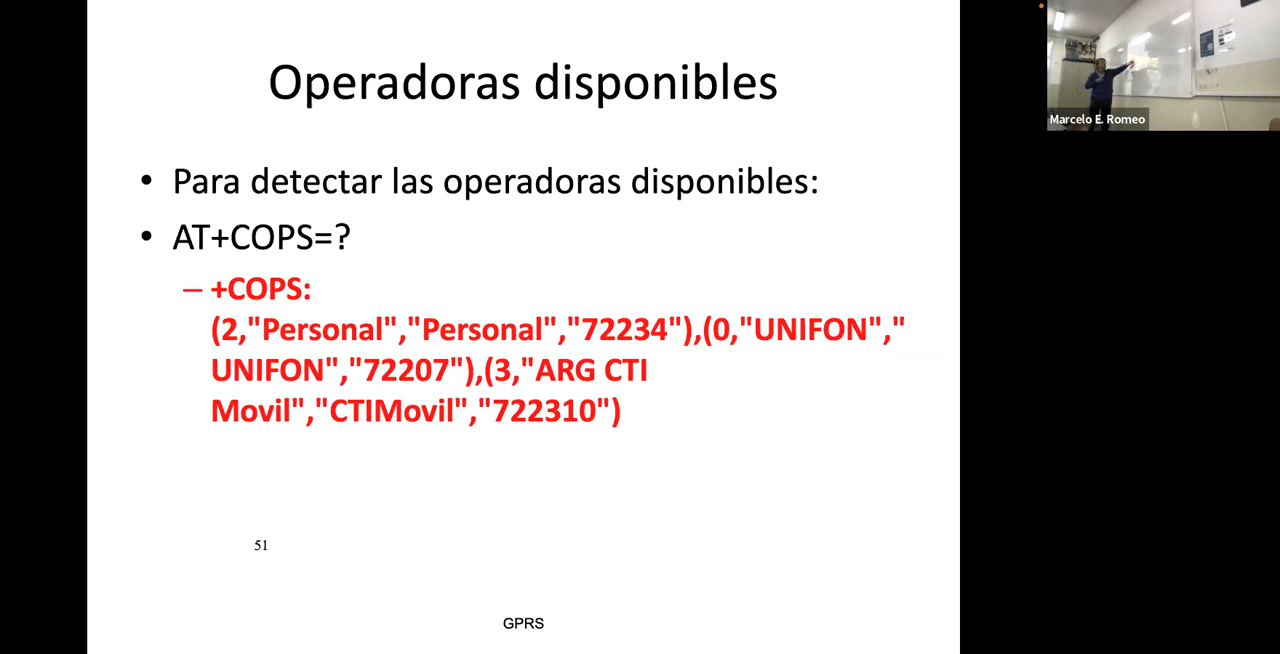 Operadoras disponibles
• Para detectar las operadoras disponibles:
• AT+COPS=?
– +COPS:
(2,"Personal","Personal","72234"),(0,"UNIFON","
UNIFON","72207"),(3,"ARG CTI
Movil","CTIMovil","722310")
51
GPRS
Marcelo E. Romeo